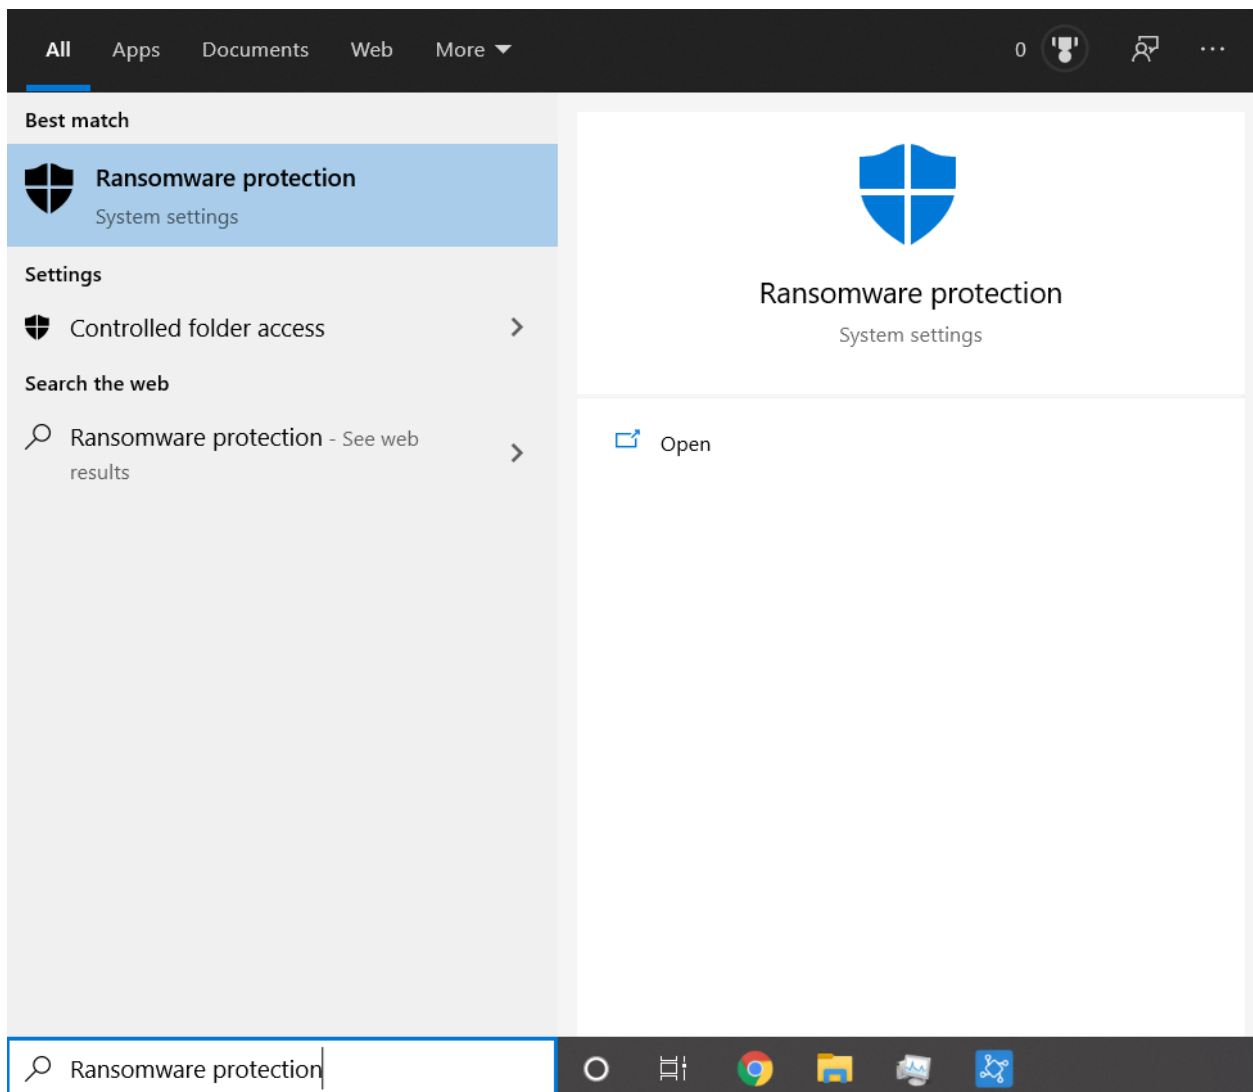 All Apps Documents Web More 0
Best match
Ransomware protection
System settings
Settings
Controlled folder access
Search the web
Ransomware protection - See web
results
Ransomware protection
System settings
Open
Ransomware protection